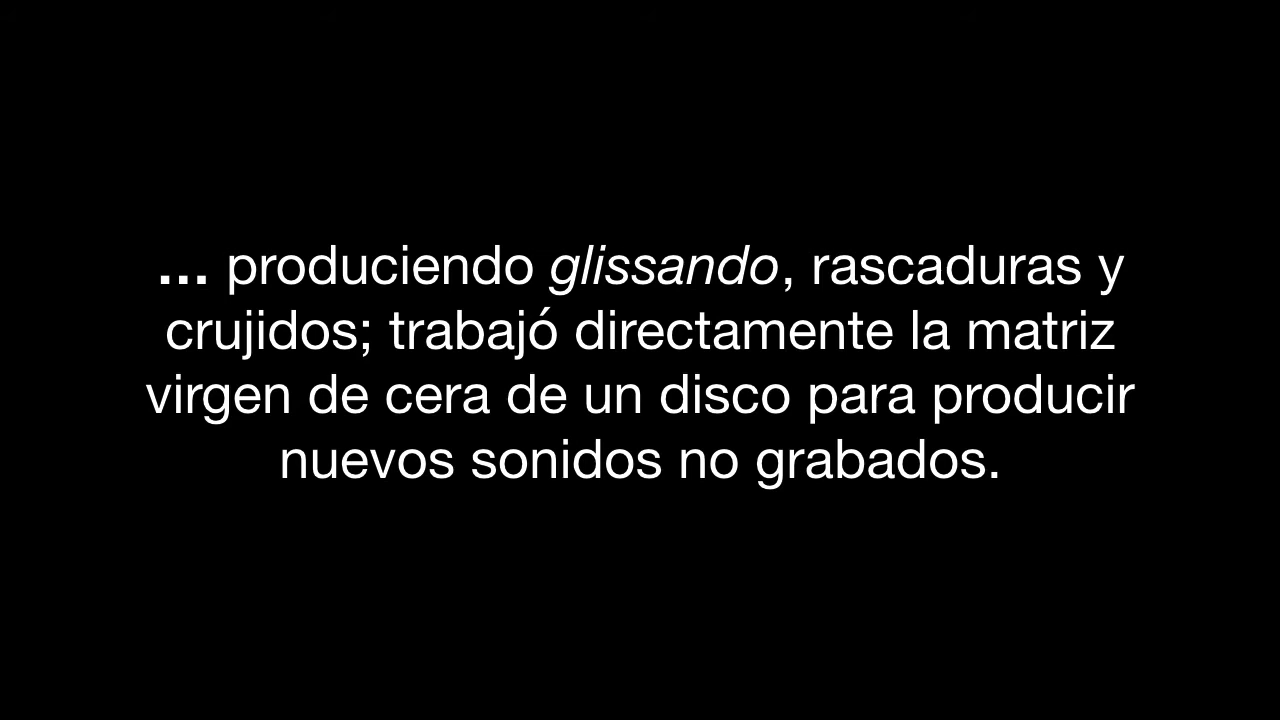 ... produciendo glissando, rascaduras y
crujidos; trabajó directamente la matriz
virgen de cera de un disco para producir
nuevos sonidos no grabados.